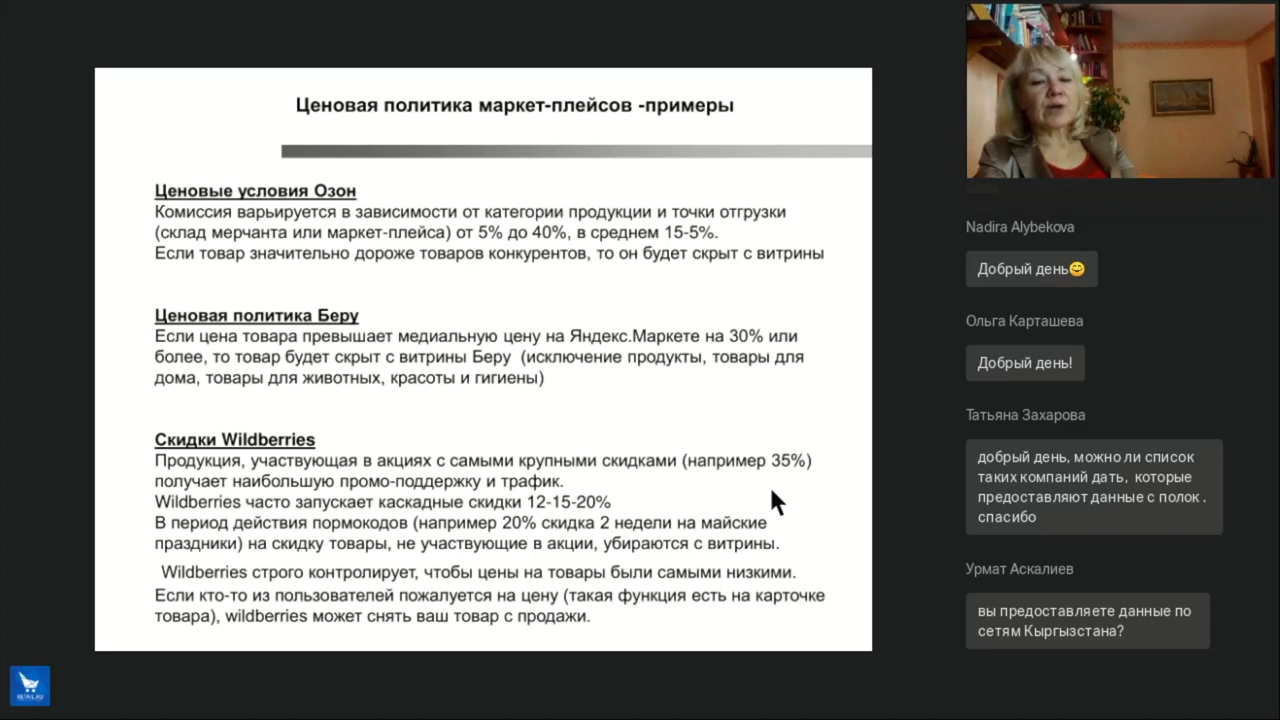 Ценовая политика маркет-плейсов -примеры
Ценовые условия Озон
Комиссия варьируется в зависимости от категории продукции и точки отгрузки
(склад мерчанта или маркет-плейса) от 5% до 40%, в среднем 15-5%.
Если товар значительно дороже товаров конкурентов, то он будет скрыт с витрины
Ценовая политика Беру
Если цена товара превышает медиальную цену на Яндекс.Маркете на 30% или
более, то товар будет скрыт с витрины Беру (исключение продукты, товары для
дома, товары для животных, красоты и гигиены)
Скидки Wildberries
Продукция, участвующая в акциях с самыми крупными скидками (например 35%)
получает наибольшую промо-поддержку и трафик.
Wildberries часто запускает каскадные скидки 12-15-20%
В период действия пормокодов (например 20% скидка 2 недели на майские
праздники) на скидку товары, не участвующие в акции, убираются с витрины.
Wildberries строго контролирует, чтобы цены на товары были самыми низкими.
Если кто-то из пользователей пожалуется на цену (такая функция есть на карточке
товара), wildberries может снять ваш товар с продажи.
Nadira Alybekova
Добрый день😊
Ольга Карташева
Добрый день!
Татьяна Захарова
добрый день, можно ли список
таких компаний дать, которые
предоставляют данные с полок .
спасибо
Урмат Аскалиев
вы предоставляете данные по
сетям Кыргызстана?
RETAIL.RU